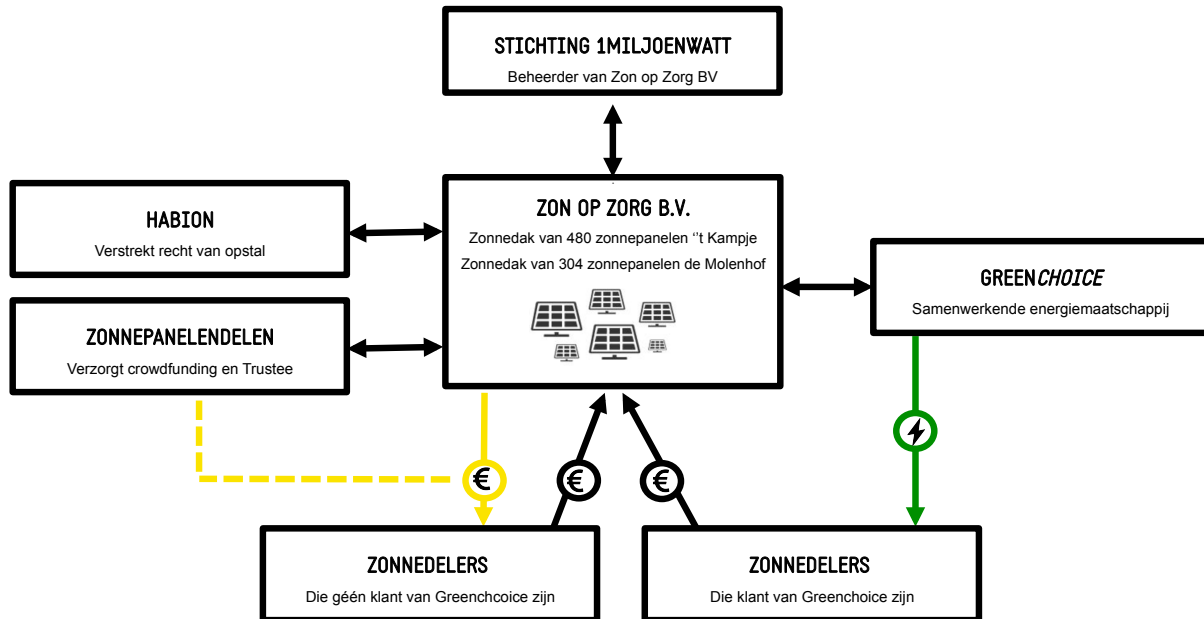 STICHTING 1MILJOENWATT
Beheerder van Zon op Zorg BV
HABION
Verstrekt recht van opstal
ZON OP ZORG B.V.
Zonnedak van 480 zonnepanelen ‘’t Kampje
Zonnedak van 304 zonnepanelen de Molenhof
GREENCHOICE
Samenwerkende energiemaatschappij
ZONNEPANELENDELEN
Verzorgt crowdfunding en Trustee
€
€
€
ZONNEDELERS
Die géén klant van Greenchcoice zijn
ZONNEDELERS
Die klant van Greenchoice zijn